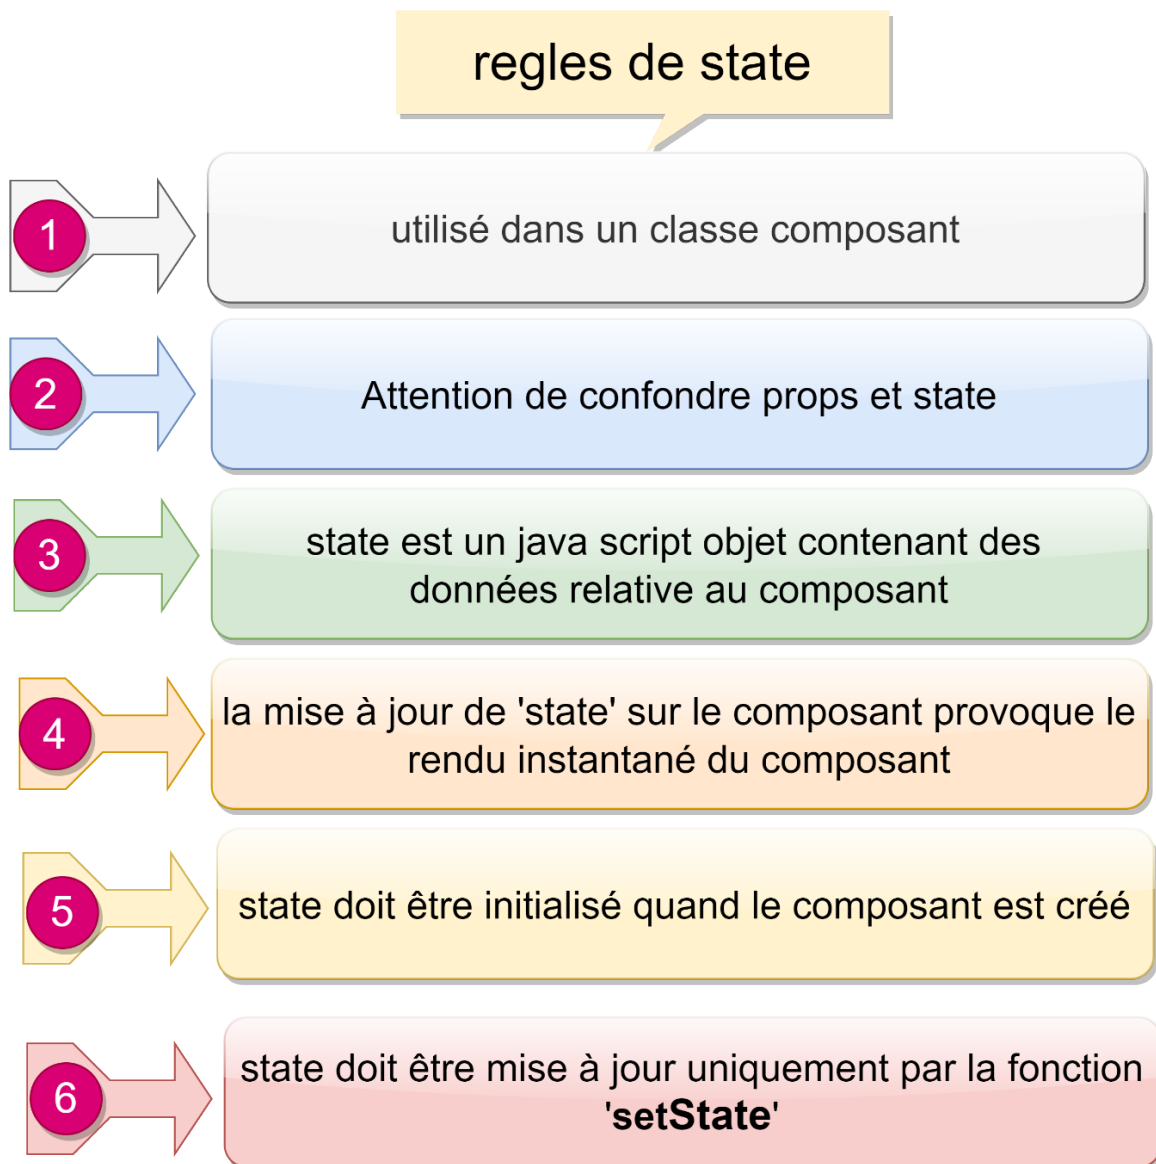 regles de state
1
utilisé dans un classe composant
2
Attention de confondre props et state
3
state est un java script objet contenant des
données relative au composant
4
la mise à jour de 'state' sur le composant provoque le
rendu instantané du composant
5
state doit être initialisé quand le composant est créé
6
state doit être mise à jour uniquement par la fonction
'setState'